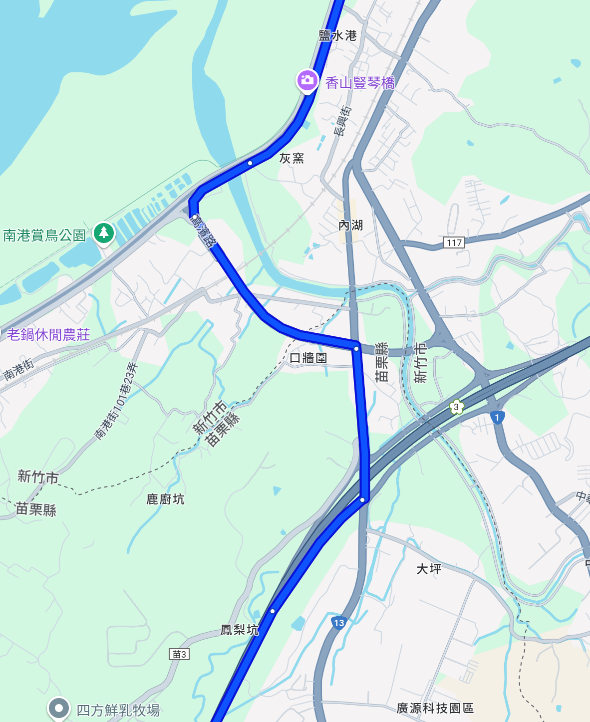 鹽水港
香山豎琴橋
長興街
灰窯
南港賞鳥公園
濱路
內湖
117
老鍋休閒農莊
口牆圍
苗栗縣
新竹市
南港街
南港街101巷23弄
3
1
新竹市
苗栗縣
新竹市
苗栗縣
鹿廚坑
中
大坪
中
13
鳳梨坑
苗3
四方鮮乳牧場
廣源科技園區